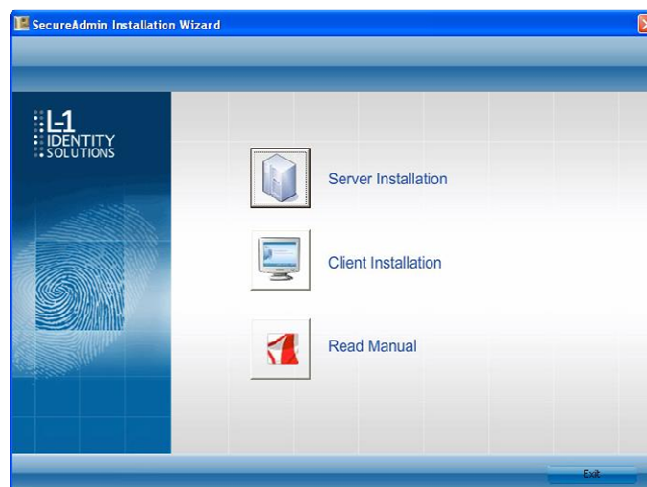 SecureAdmin Installation Wizard
L-1
IDENTITY
SOLUTIONS
Server Installation
Client Installation
Read Manual
Exit